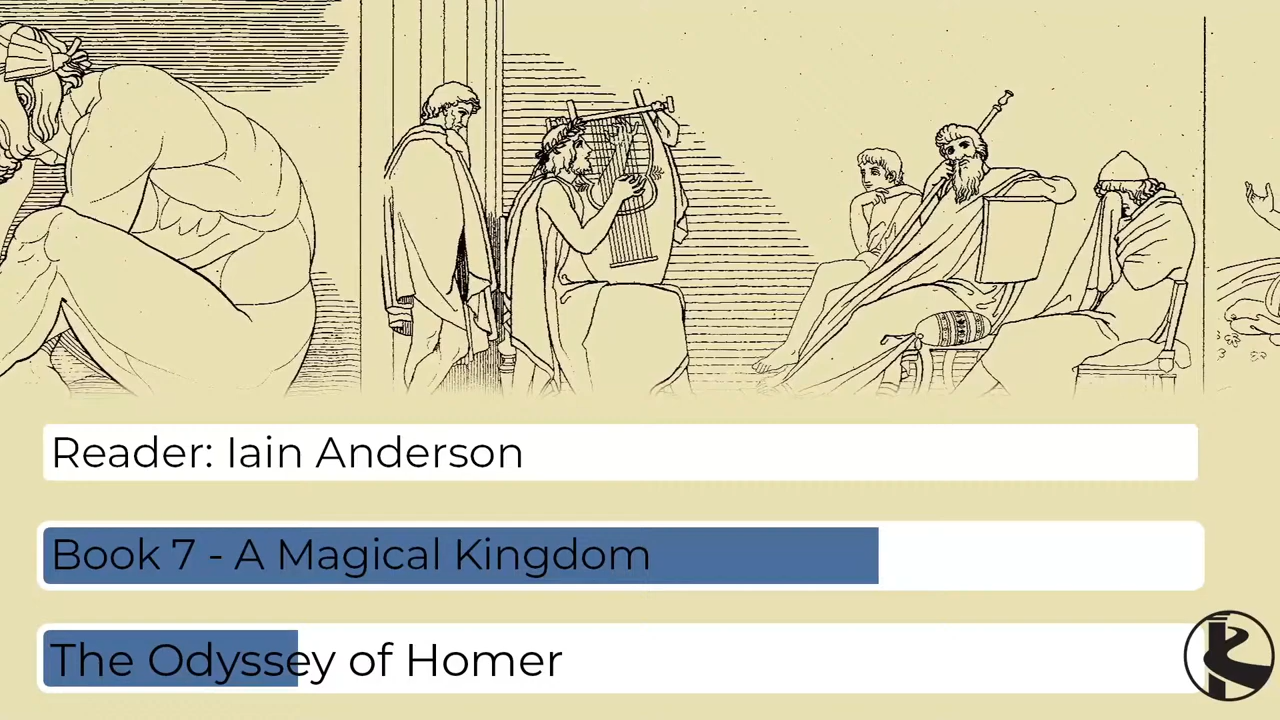 Reader: Iain Anderson
Book 7 - A Magical Kingdom
The Odyssey of Homer